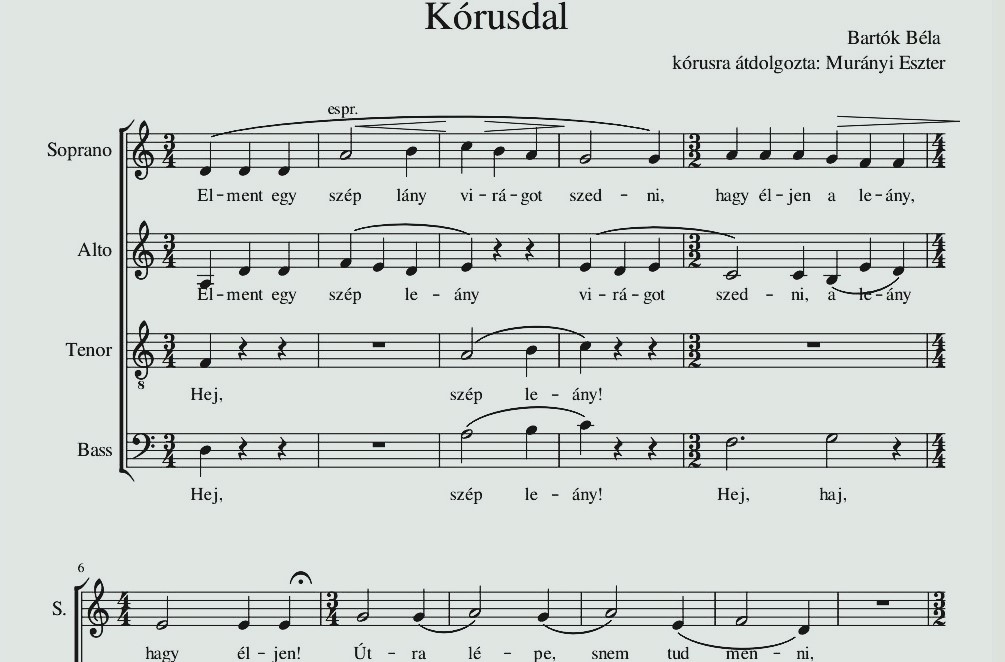 Kórusdal
Bartók Béla
kórusra átdolgozta: Murányi Eszter
espr.
Soprano
El - ment egy szép lány vi - rá - got szed - ni, hagy él - jen a le - ány,
Alto
El - ment egy szép le - ány vi - rá - got szed - ni, a le - ány
Tenor
8
Hej, szép le - ány!
Bass
Hej, szép le - ány! Hej, haj,
6
S.
hagy él - jen! Út - ra lé - pe, snem tud men - ni,